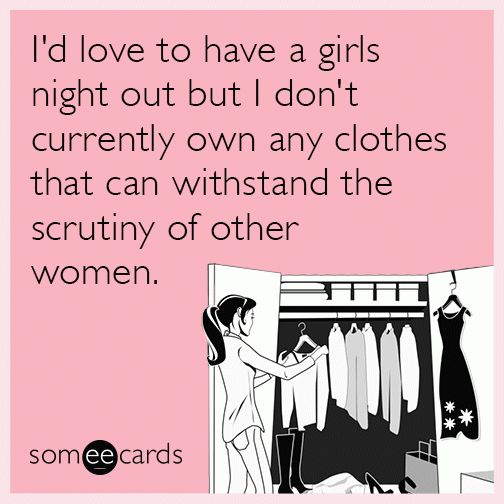 I'd love to have a girls
night out but I don't
currently own any clothes
that can withstand the
scrutiny of other
women.
someecards